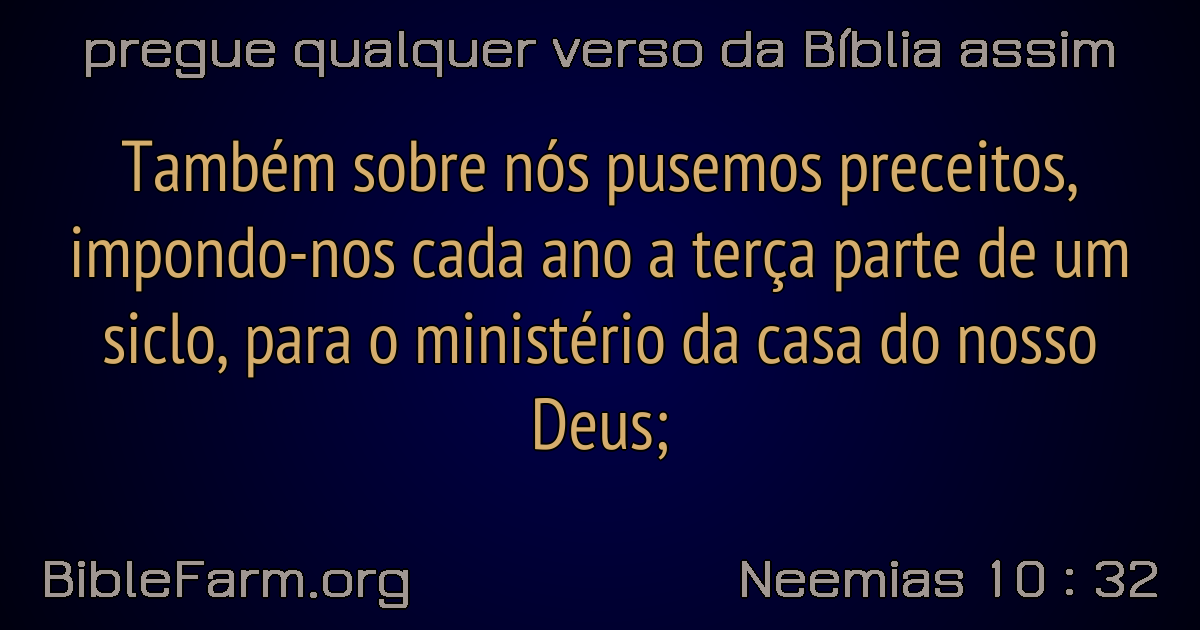 pregue qualquer verso da Bíblia assim
Também sobre nós pusemos preceitos,
impondo-nos cada ano a terça parte de um
siclo, para o ministério da casa do nosso
Deus;
BibleFarm.org
Neemias 10 : 32